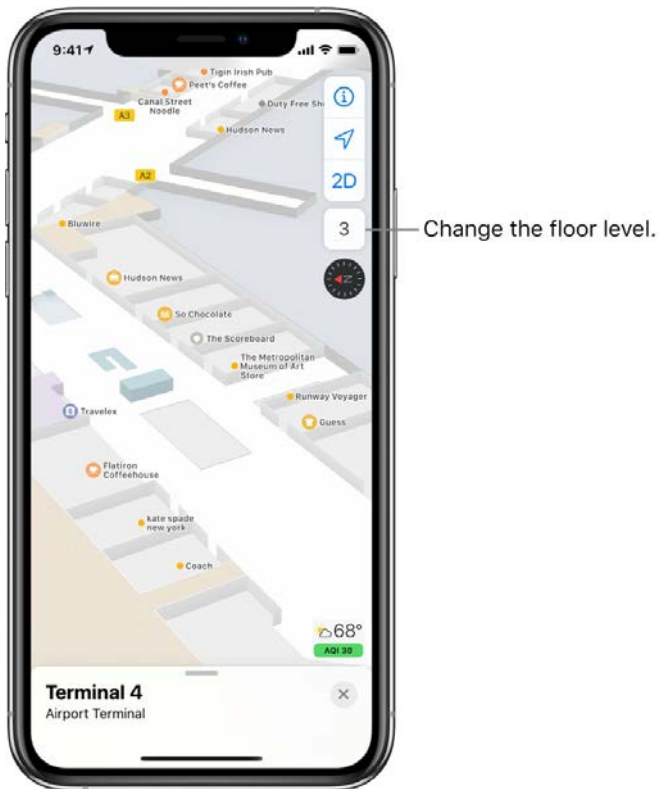 9:41
Tigin Irish Pub
Peet's Coffee
Canal Street
Noodle
Duty Free Sh
A3
Hudson News
A2
2D
Bluwire
3
Change the floor level.
Hudson News
N
So Chocolate
The Scoreboard
The Metropolitan
Museum of Art
Store
Runway Voyager
Travelex
Guess
Flatiron
Coffeehouse
kate spade
new york
Coach
68°
AQI 30
Terminal 4
Airport Terminal